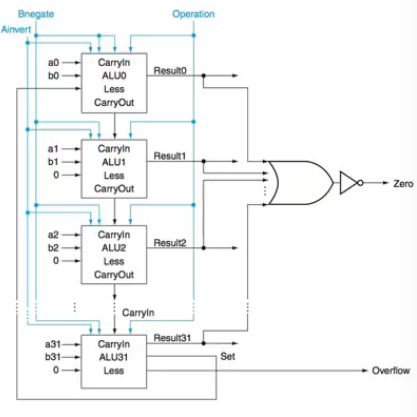 Bnegate
Operation
Ainvert
a0
b0
CarryIn
ALU0
Less
CarryOut
Result0
a1
b1
0
CarryIn
ALU1
Less
CarryOut
Result1
Zero
a2
b2
0
CarryIn
ALU2
Less
CarryOut
Result2
CarryIn
a31
b31
0
CarryIn
ALU31
Less
Result31
Set
Overflow